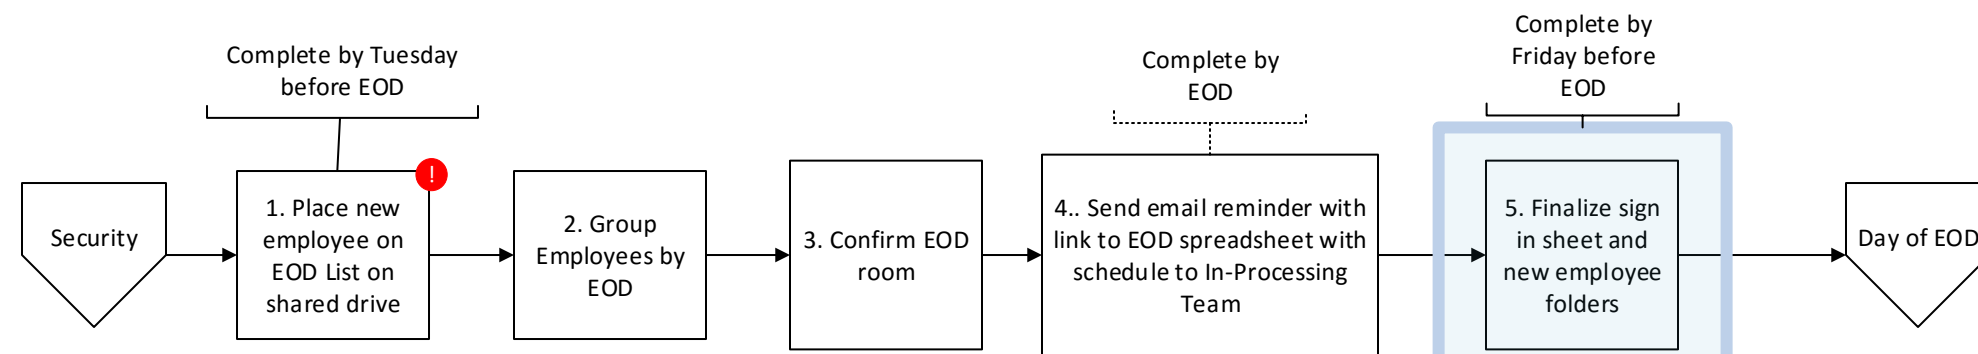 Complete by Tuesday
before EOD
Complete by
EOD
Complete by
Friday before
EOD
Security
1. Place new
employee on
EOD List on
shared drive
!
2. Group
Employees by
EOD
3. Confirm EOD
room
4.. Send email reminder with
link to EOD spreadsheet with
schedule to In-Processing
Team
5. Finalize sign
in sheet and
new employee
folders
Day of EOD